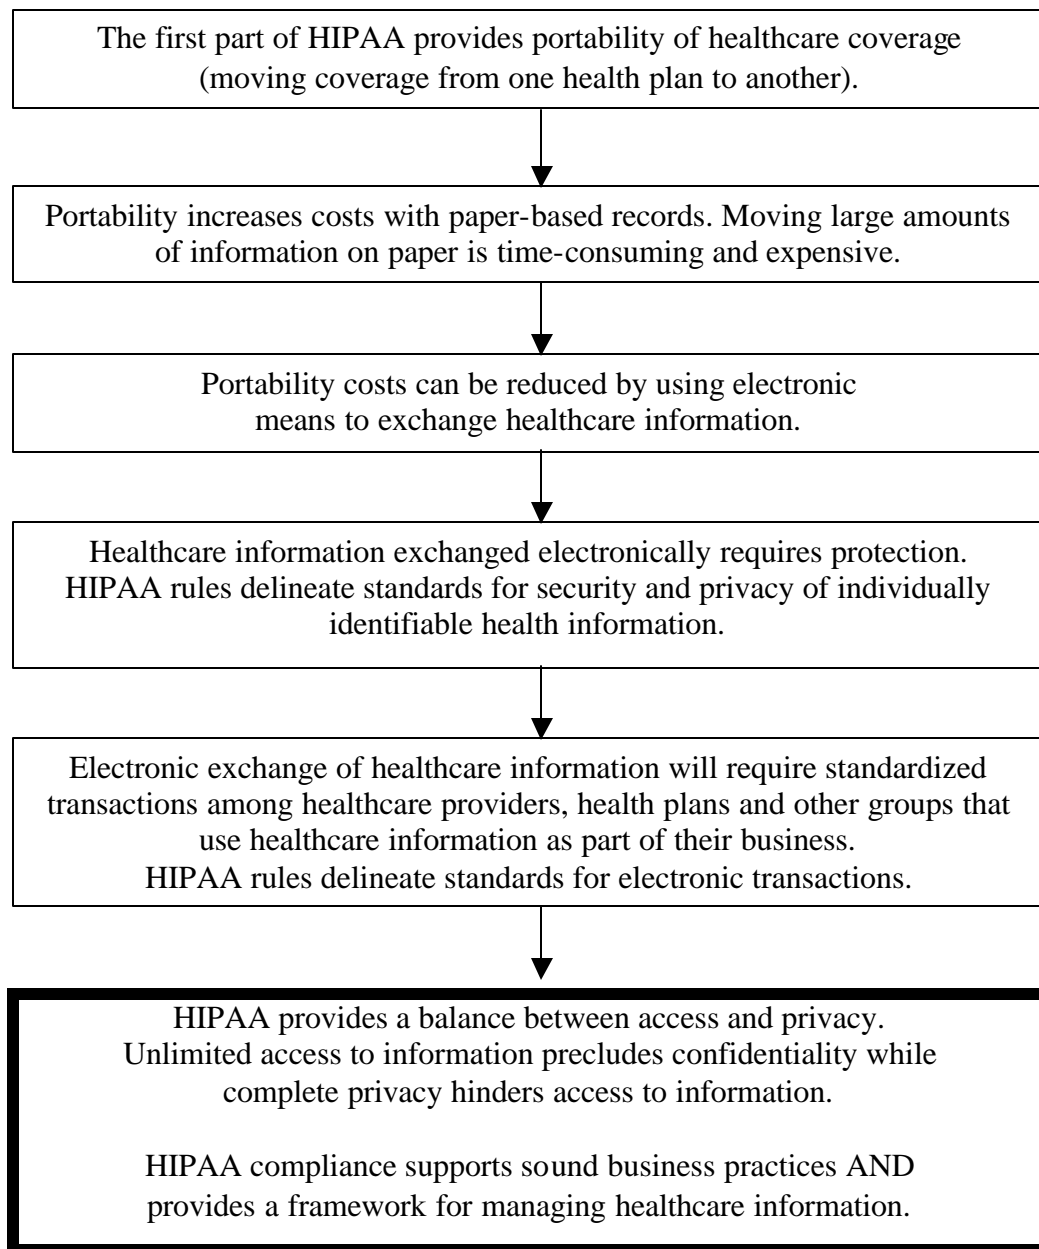 The first part of HIPAA provides portability of healthcare coverage
(moving coverage from one health plan to another).
Portability increases costs with paper-based records. Moving large amounts
of information on paper is time-consuming and expensive.
Portability costs can be reduced by using electronic
means to exchange healthcare information.
Healthcare information exchanged electronically requires protection.
HIPAA rules delineate standards for security and privacy of individually
identifiable health information.
Electronic exchange of healthcare information will require standardized
transactions among healthcare providers, health plans and other groups that
use healthcare information as part of their business.
HIPAA rules delineate standards for electronic transactions.
HIPAA provides a balance between access and privacy.
Unlimited access to information precludes confidentiality while
complete privacy hinders access to information.
HIPAA compliance supports sound business practices AND
provides a framework for managing healthcare information.